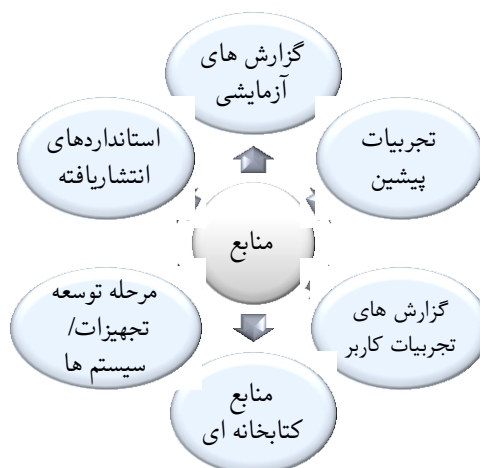 گزارش های
آزمایشی
استانداردهای
انتشاریافته
تجربیات
پیشین
منابع
مرحله توسعه
تجهیزات/
سیستم ها
گزارش های
تجربیات کاربر
منابع
کتابخانه ای